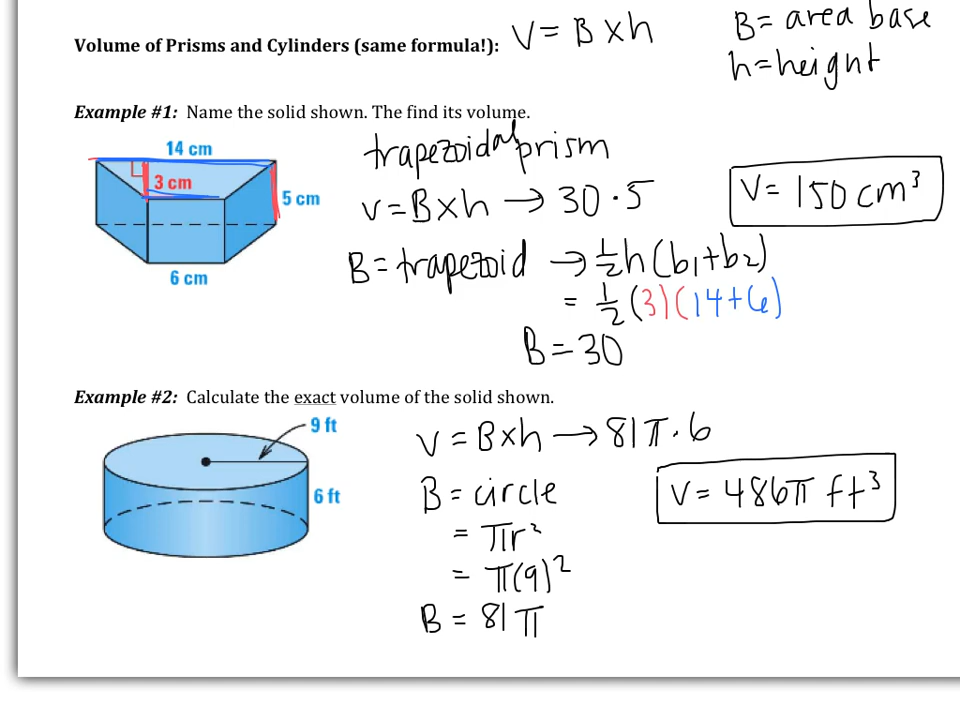 Volume of Prisms and Cylinders (same formula!): V = B x h
B = area base
h = height
Example #1: Name the solid shown. The find its volume.
14 cm
3 cm
5 cm
6 cm
trapezoidal prism
V = B x h → 30 · 5
V = 150 cm³
B = trapezoid → ½h(b₁+b₂)
= ½(3)(14+6)
B = 30
Example #2: Calculate the exact volume of the solid shown.
9 ft
6 ft
V = B x h → 81π · 6
B = circle
V = 486π ft³
= πr²
= π(9)²
B = 81π